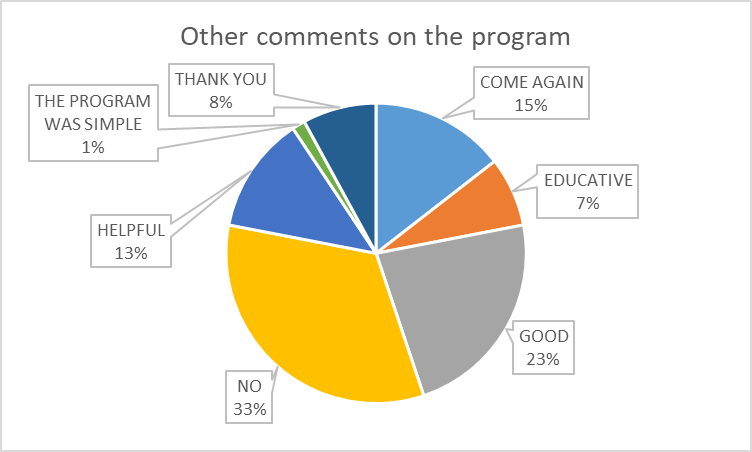 Other comments on the program
THANK YOU
8%
COME AGAIN
15%
THE PROGRAM
WAS SIMPLE
1%
EDUCATIVE
7%
HELPFUL
13%
GOOD
23%
NO
33%